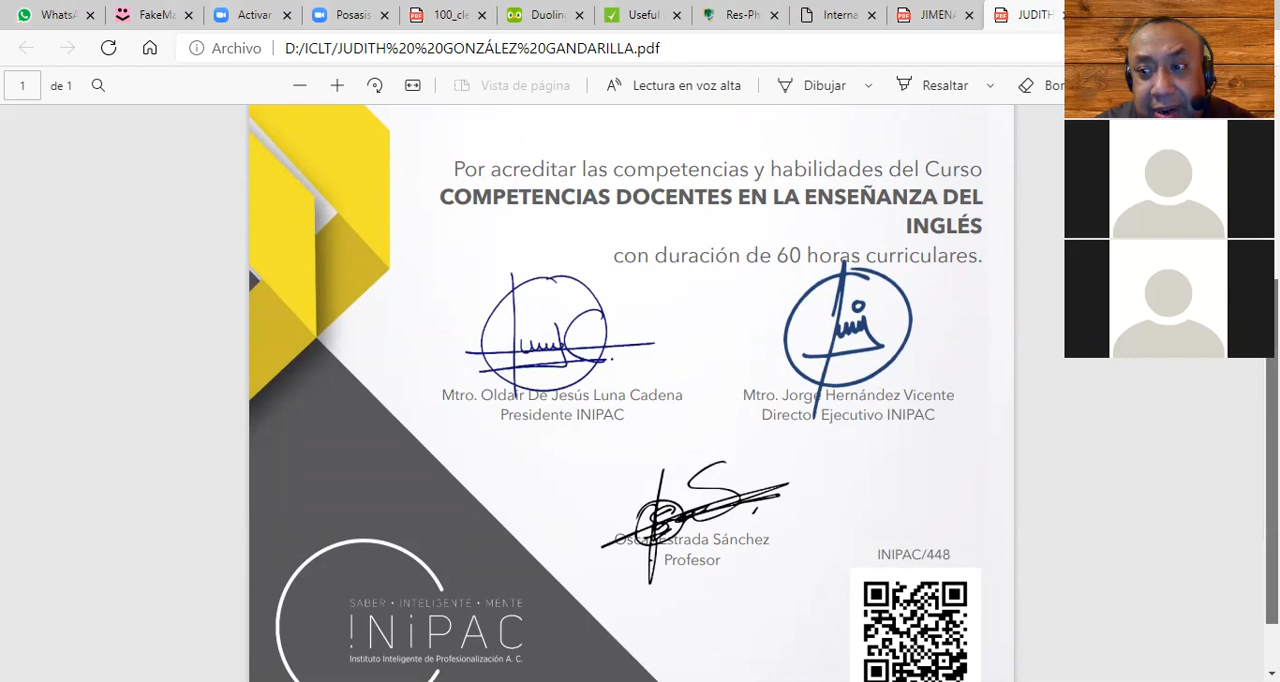 WhatsA
FakeMa
Activar
Posasis
100_cle
Duoling
Useful
Res-Ph
Interna
JIMENA
JUDITH
Archivo
D:/ICLT/JUDITH%20%20GONZÁLEZ%20GANDARILLA.pdf
1 de 1
Vista de página
Lectura en voz alta
Dibujar
Resaltar
Bor
Por acreditar las competencias y habilidades del Curso
COMPETENCIAS DOCENTES EN LA ENSEÑANZA DEL
INGLÉS
con duración de 60 horas curriculares.
Mtro. Oldair De Jesús Luna Cadena
Presidente INIPAC
Mtro. Jorge Hernández Vicente
Director Ejecutivo INIPAC
Oscar Estrada Sánchez
Profesor
INIPAC/448
SABER • INTELIGENTE • MENTE
INiPAC
Instituto Inteligente de Profesionalización A. C.